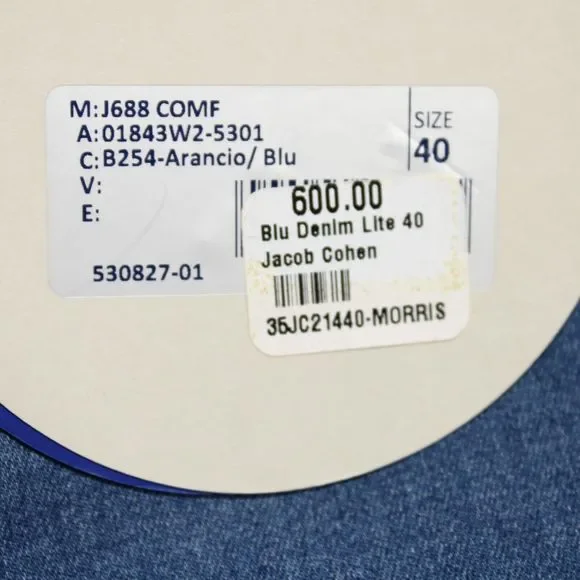 M:J688 COMF
A:01843W2-5301
C:B254-Arancio/ Blu
V:
E:
530827-01
SIZE
40
600.00
Blu Denim Lite 40
Jacob Cohen
35JC21440-MORRIS